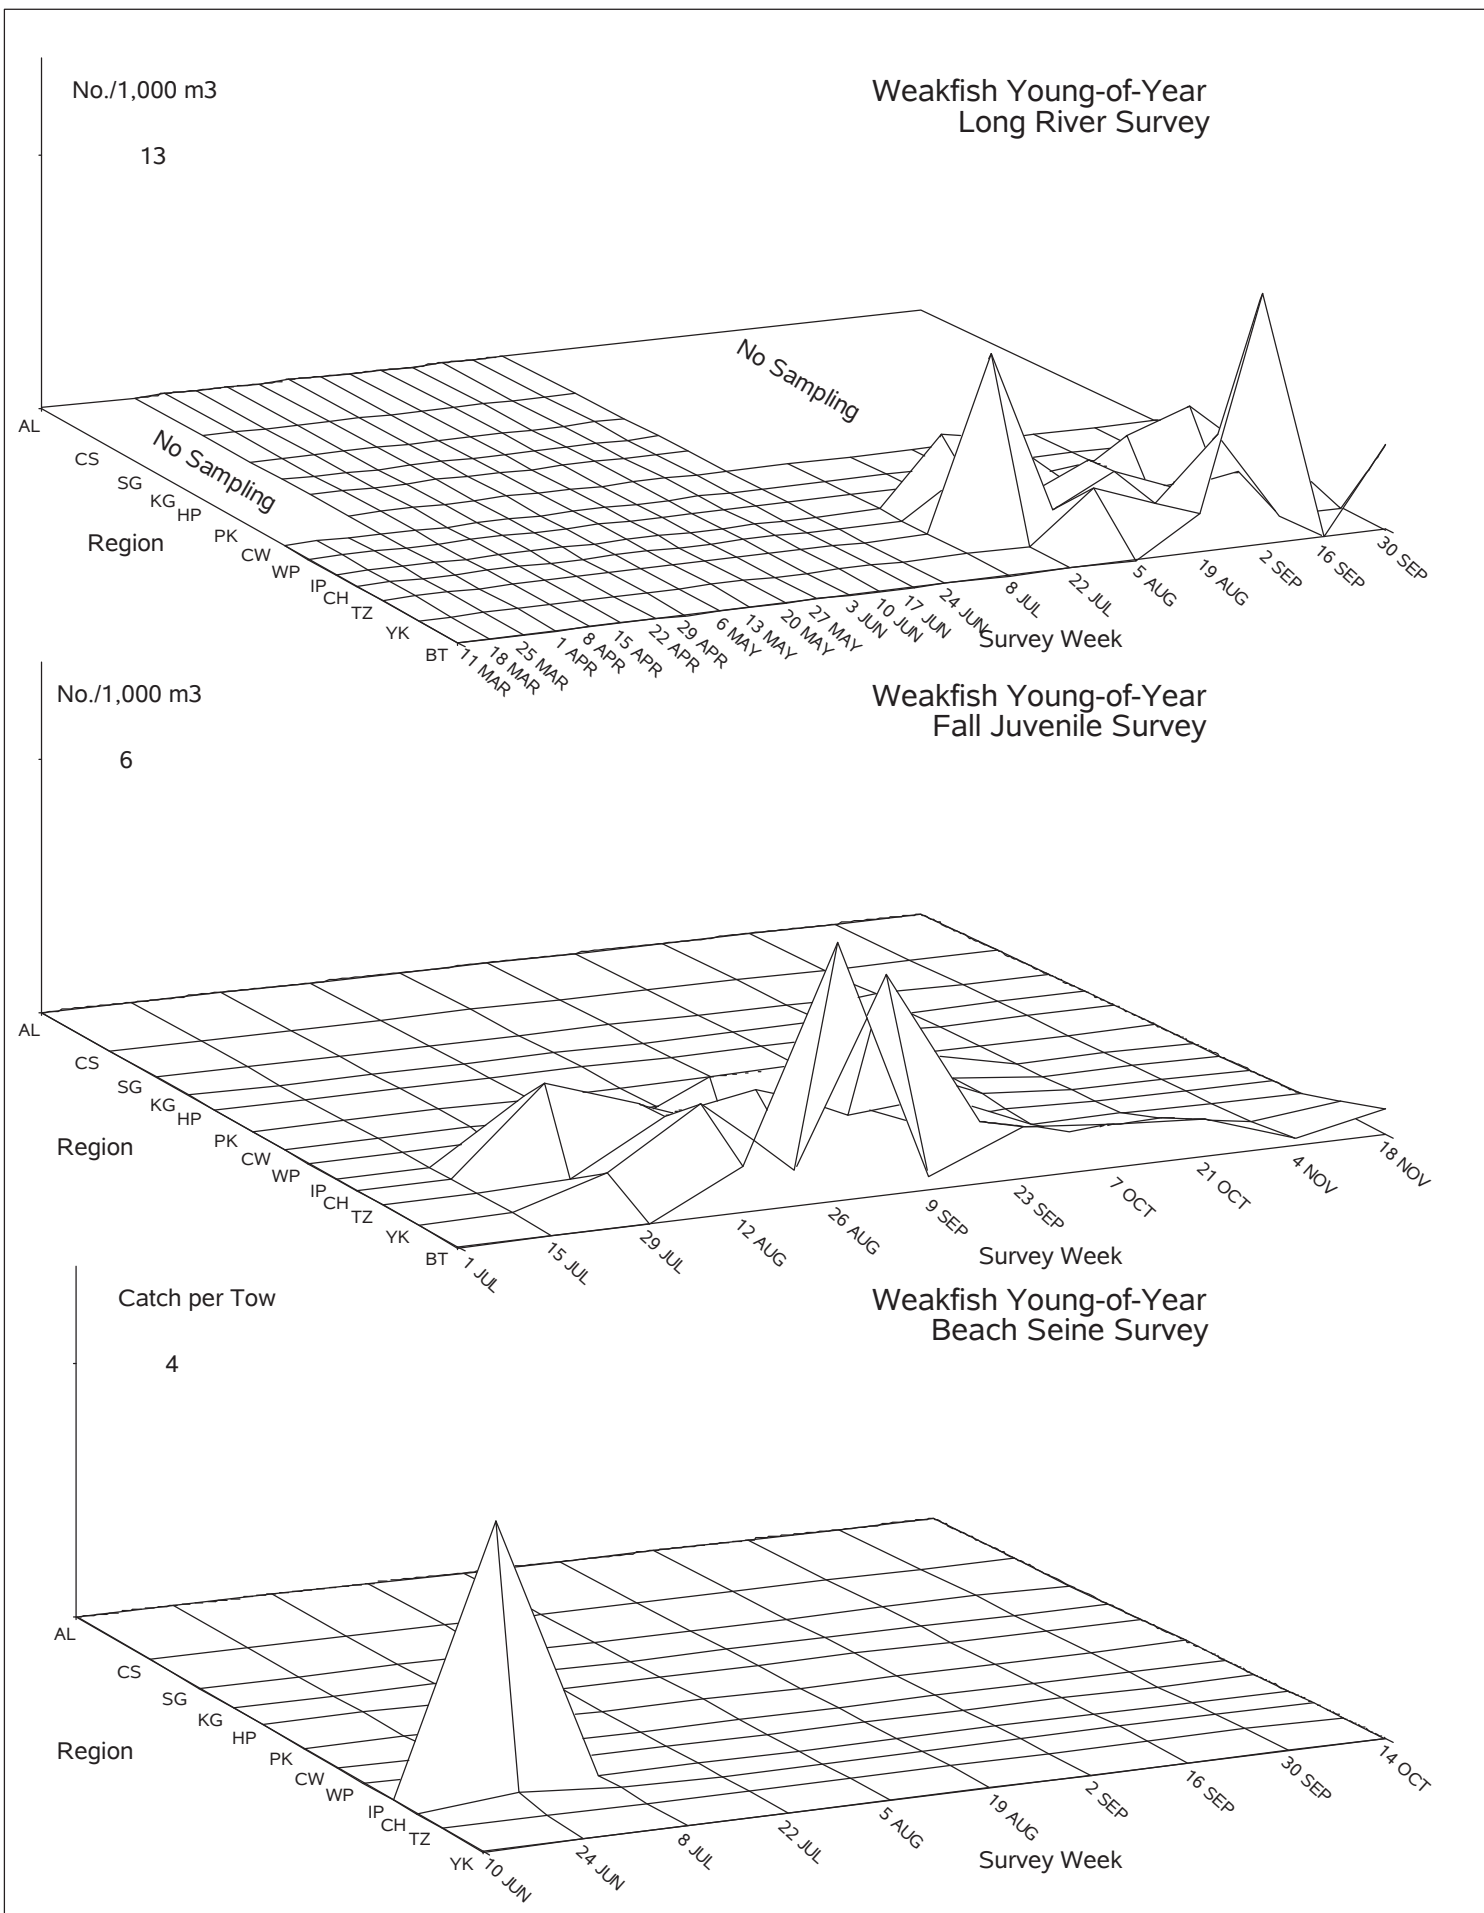 No./1,000 m3
Weakfish Young-of-Year
Long River Survey
13
No Sampling
No Sampling
AL
CS
SG
KG
HP
PK
CW
WP
IP
CH
TZ
YK
BT
Region
11 MAR
18 MAR
25 MAR
1 APR
8 APR
15 APR
22 APR
29 APR
6 MAY
13 MAY
20 MAY
27 MAY
3 JUN
10 JUN
17 JUN
24 JUN
8 JUL
22 JUL
5 AUG
19 AUG
2 SEP
16 SEP
30 SEP
Survey Week
No./1,000 m3
Weakfish Young-of-Year
Fall Juvenile Survey
6
AL
CS
SG
KG
HP
PK
CW
WP
IP
CH
TZ
YK
BT
Region
1 JUL
15 JUL
29 JUL
12 AUG
26 AUG
9 SEP
23 SEP
7 OCT
21 OCT
4 NOV
18 NOV
Survey Week
Catch per Tow
Weakfish Young-of-Year
Beach Seine Survey
4
AL
CS
SG
KG
HP
PK
CW
WP
IP
CH
TZ
YK
Region
10 JUN
24 JUN
8 JUL
22 JUL
5 AUG
19 AUG
2 SEP
16 SEP
30 SEP
14 OCT
Survey Week